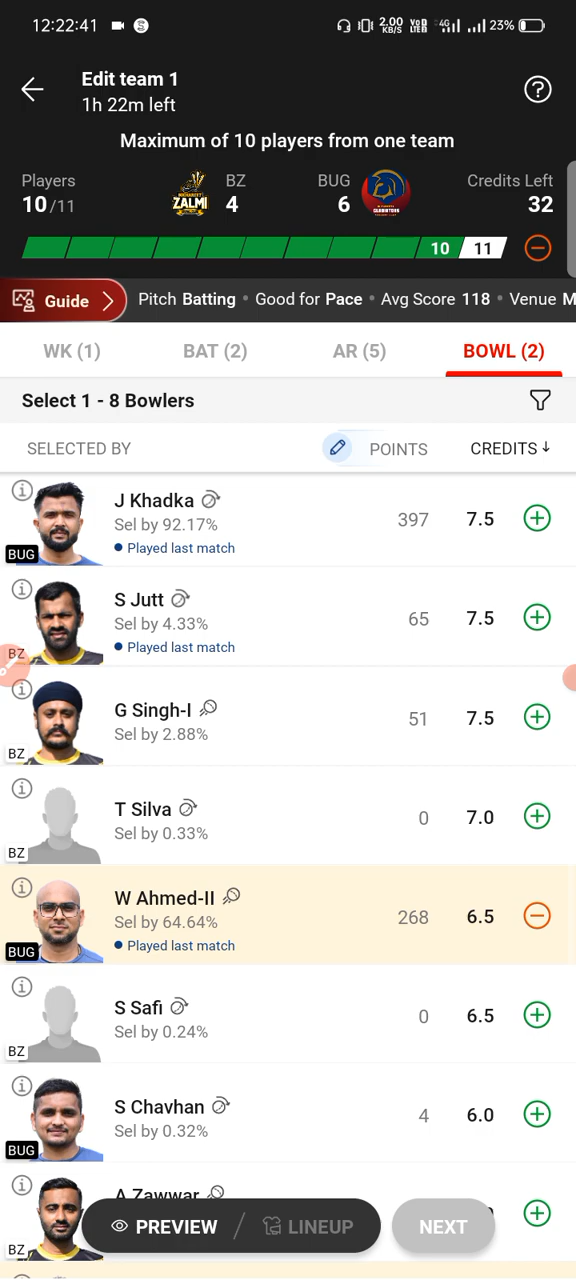 12:22:41
2.00 KB/S
VoD LTE
4G
23%
Edit team 1
1h 22m left
Maximum of 10 players from one team
Players
BZ
BUG
Credits Left
10/11
ZALMI
4
6
32
10
11
Guide
Pitch Batting • Good for Pace • Avg Score 118 • Venue M
WK (1)
BAT (2)
AR (5)
BOWL (2)
Select 1 - 8 Bowlers
SELECTED BY
POINTS
CREDITS ↓
J Khadka
Sel by 92.17%
Played last match
397
7.5
BUG
S Jutt
Sel by 4.33%
Played last match
65
7.5
BZ
G Singh-I
Sel by 2.88%
51
7.5
BZ
T Silva
Sel by 0.33%
0
7.0
BZ
W Ahmed-II
Sel by 64.64%
Played last match
268
6.5
BUG
S Safi
Sel by 0.24%
0
6.5
BZ
S Chavhan
Sel by 0.32%
4
6.0
BUG
A Zawwar
BZ
PREVIEW
LINEUP
NEXT